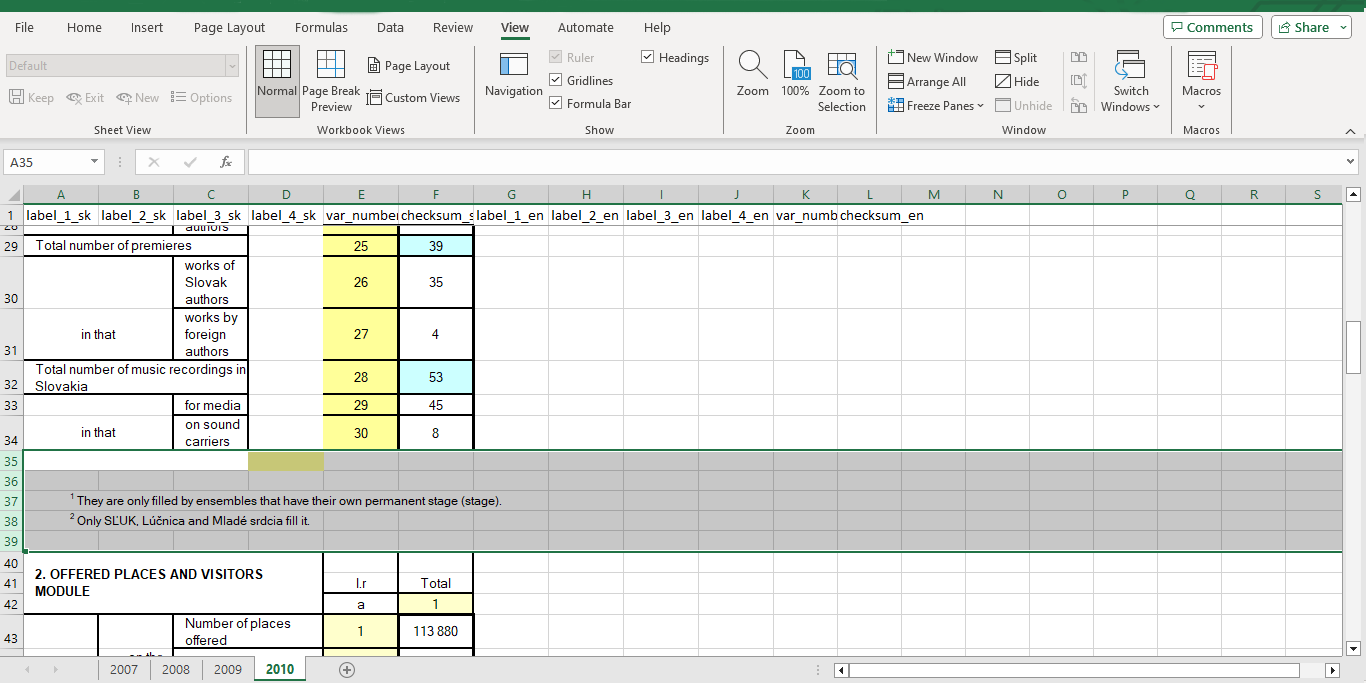 File Home Insert Page Layout Formulas Data Review View Automate Help Comments Share
Default
Keep Exit New Options
Sheet View
Normal Page Break Preview Page Layout Custom Views
Workbook Views
Navigation Ruler Gridlines Formula Bar Headings
Show
Zoom 100 100% Zoom to Selection
Zoom
New Window Arrange All Freeze Panes Split Hide Unhide Switch Windows
Window
Macros
Macros
A35 fx
A B C D E F G H I J K L M N O P Q R S
1 label_1_sk label_2_sk label_3_sk label_4_sk var_number checksum_s label_1_en label_2_en label_3_en label_4_en var_numb checksum_en
28 authors
29 Total number of premieres 25 39
30 works of Slovak authors 26 35
31 in that works by foreign authors 27 4
32 Total number of music recordings in Slovakia 28 53
33 for media 29 45
34 in that on sound carriers 30 8
35
36
37 1 They are only filled by ensembles that have their own permanent stage (stage).
38 2 Only SĽUK, Lúčnica and Mladé srdcia fill it.
39
40
2. OFFERED PLACES AND VISITORS MODULE
41 l.r Total
42 a 1
43 Number of places offered 1 113 880
on the
2007 2008 2009 2010